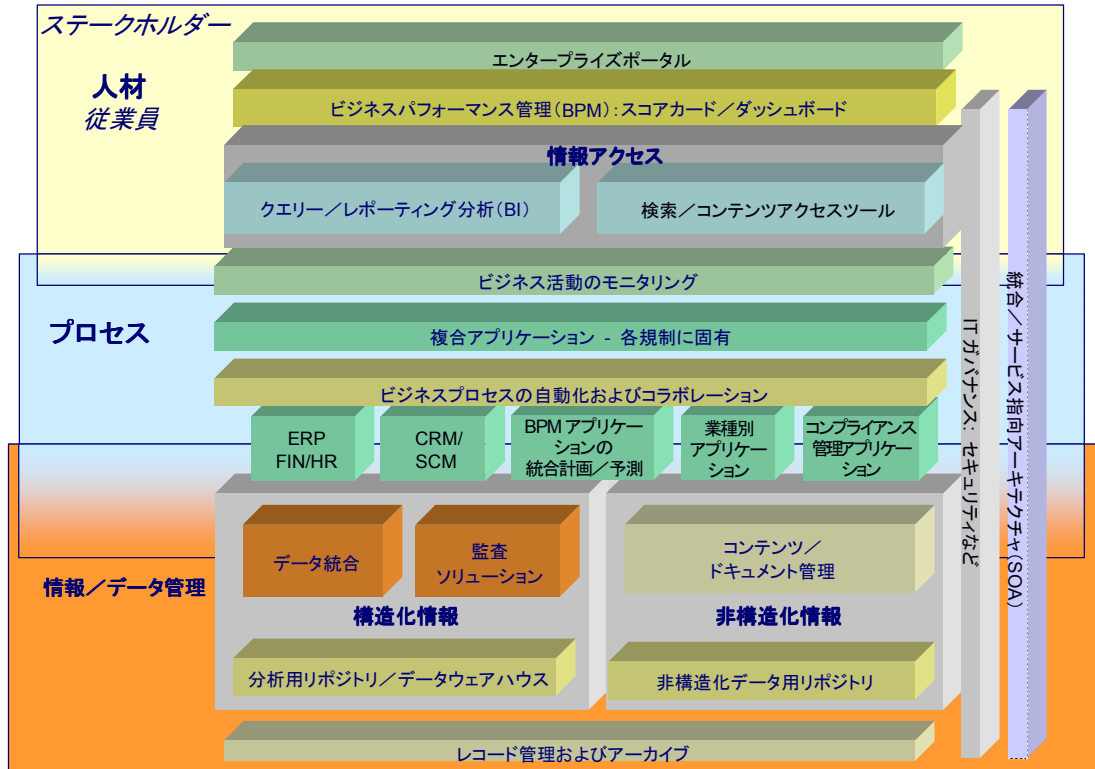 ステークホルダー
人材
従業員
エンタープライズポータル
ビジネスパフォーマンス管理(BPM):スコアカード/ダッシュボード
情報アクセス
クエリー/レポーティング分析(BI)
検索/コンテンツアクセスツール
ビジネス活動のモニタリング
プロセス
複合アプリケーション - 各規制に固有
ビジネスプロセスの自動化およびコラボレーション
ERP
FIN/HR
CRM/
SCM
BPM アプリケー
ションの
統合計画/予測
業種別
アプリケー
ション
コンプライアンス
管理アプリケー
ション
情報/データ管理
データ統合
監査
ソリューション
構造化情報
分析用リポジトリ/データウェアハウス
コンテンツ/
ドキュメント管理
非構造化情報
非構造化データ用リポジトリ
レコード管理およびアーカイブ
IT ガバナンス: セキュリティなど
統合/サービス指向アーキテクチャ(SOA)